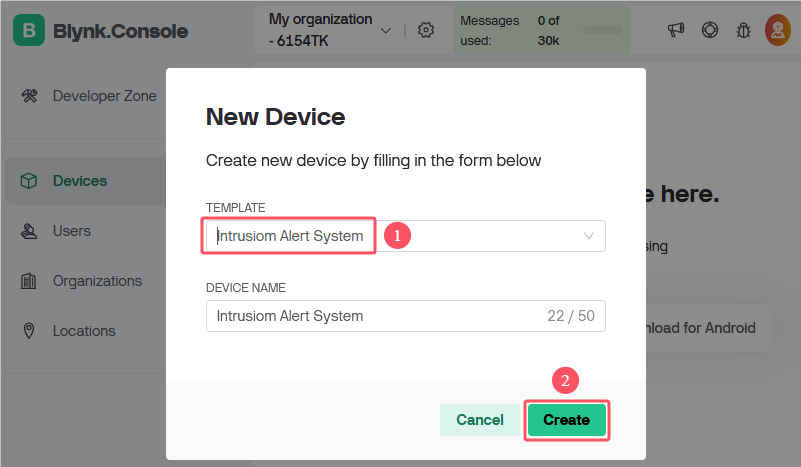 B Blynk.Console
My organization
- 6154TK
Messages used:
0 of 30k
Developer Zone
Devices
Users
Organizations
Locations
New Device
Create new device by filling in the form below
TEMPLATE
Intrusiom Alert System
1
DEVICE NAME
Intrusiom Alert System
22 / 50
2
Cancel
Create
e here.
sing
nload for Android